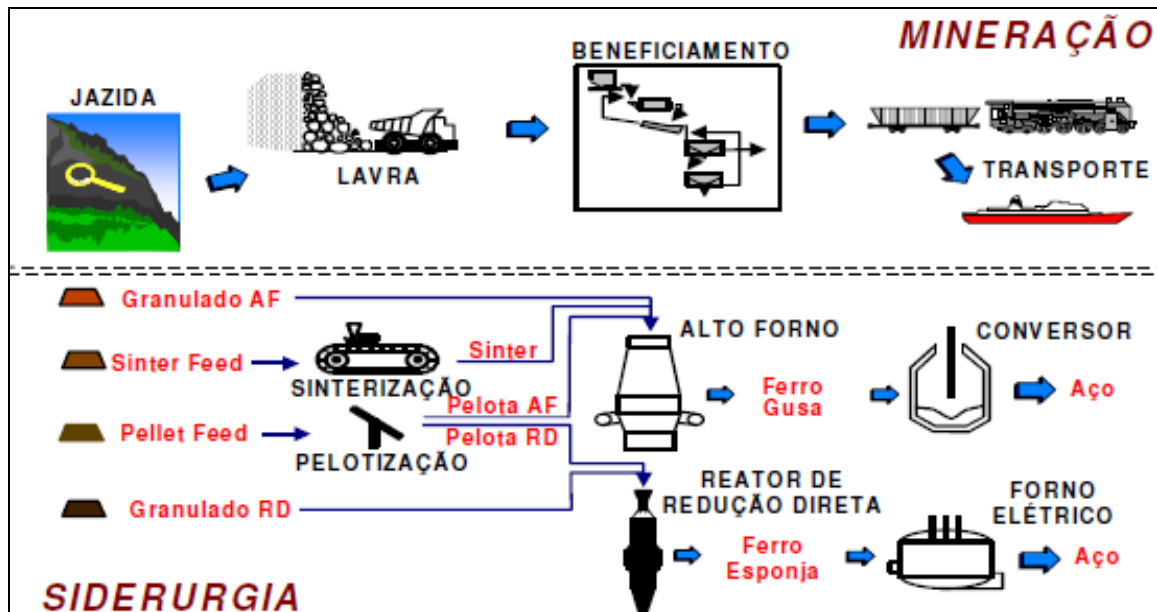 MINERAÇÃO
BENEFICIAMENTO
JAZIDA
LAVRA
TRANSPORTE
Granulado AF
ALTO FORNO
CONVERSOR
Sinter Feed
Sinter
SINTERIZAÇÃO
Ferro
Gusa
Aço
Pelota AF
Pellet Feed
Pelota RD
PELOTIZAÇÃO
REATOR DE
REDUÇÃO DIRETA
FORNO
ELÉTRICO
Granulado RD
Ferro
Esponja
Aço
SIDERURGIA